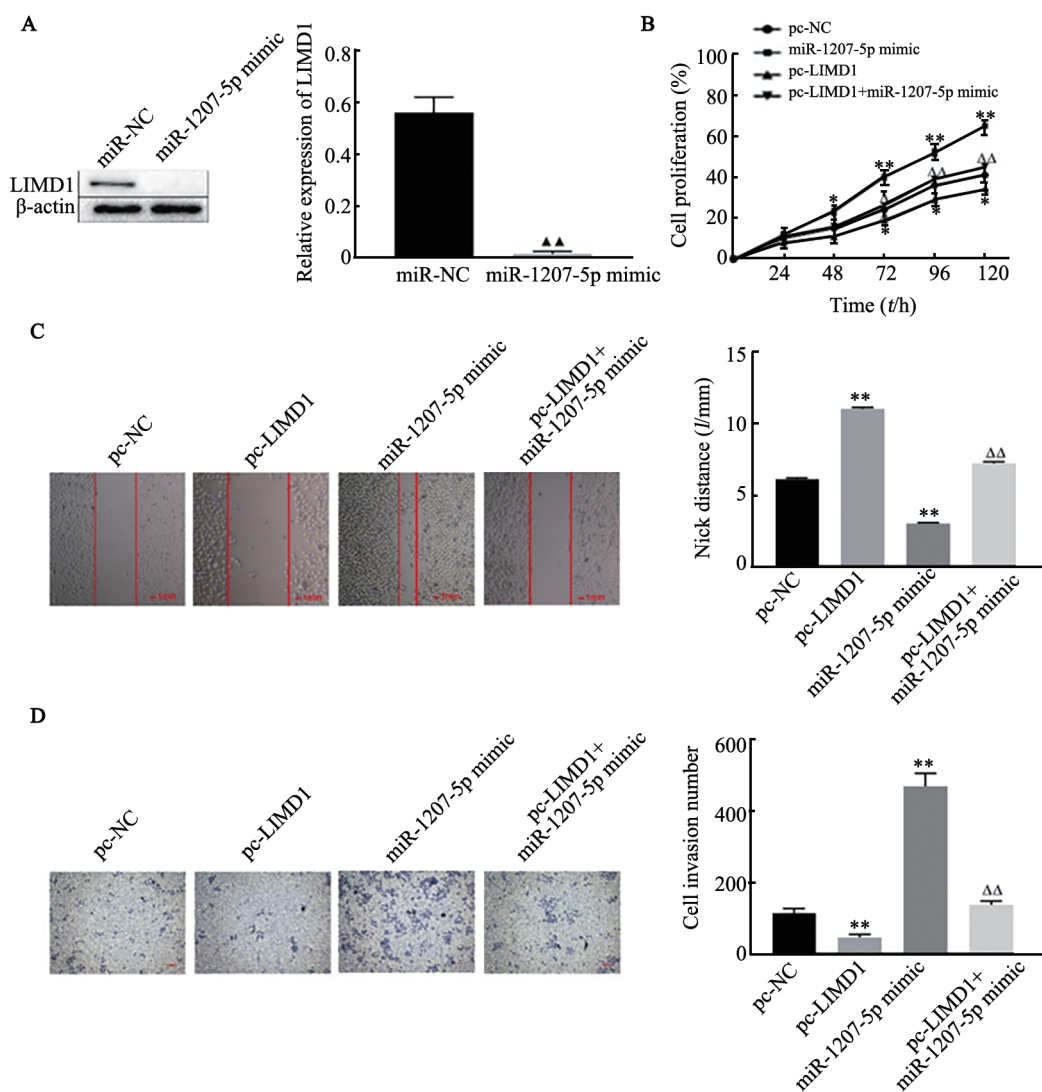 A
miR-NC
miR-1207-5p mimic
LIMD1
β-actin
Relative expression of LIMD1
0.8
0.6
0.4
0.2
0
▲▲
miR-NC
miR-1207-5p mimic
B
pc-NC
miR-1207-5p mimic
pc-LIMD1
pc-LIMD1+miR-1207-5p mimic
Cell proliferation (%)
100
80
60
40
20
0
*
**
**
**
Δ
ΔΔ
ΔΔ
*
*
*
24
48
72
96
120
Time (t/h)
C
pc-NC
pc-LIMD1
miR-1207-5p mimic
pc-LIMD1+
miR-1207-5p mimic
Nick distance (l/mm)
15
10
5
0
**
**
ΔΔ
pc-NC
pc-LIMD1
miR-1207-5p mimic
pc-LIMD1+
miR-1207-5p mimic
D
pc-NC
pc-LIMD1
miR-1207-5p mimic
pc-LIMD1+
miR-1207-5p mimic
Cell invasion number
600
400
200
0
**
**
ΔΔ
pc-NC
pc-LIMD1
miR-1207-5p mimic
pc-LIMD1+
miR-1207-5p mimic